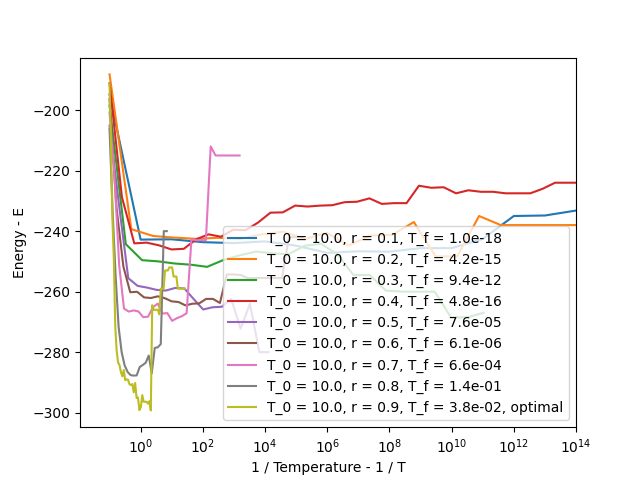 −200
−220
−240
−260
−280
−300
Energy - E
T_0 = 10.0, r = 0.1, T_f = 1.0e-18
T_0 = 10.0, r = 0.2, T_f = 4.2e-15
T_0 = 10.0, r = 0.3, T_f = 9.4e-12
T_0 = 10.0, r = 0.4, T_f = 4.8e-16
T_0 = 10.0, r = 0.5, T_f = 7.6e-05
T_0 = 10.0, r = 0.6, T_f = 6.1e-06
T_0 = 10.0, r = 0.7, T_f = 6.6e-04
T_0 = 10.0, r = 0.8, T_f = 1.4e-01
T_0 = 10.0, r = 0.9, T_f = 3.8e-02, optimal
10⁰ 10² 10⁴ 10⁶ 10⁸ 10¹⁰ 10¹² 10¹⁴
1 / Temperature - 1 / T